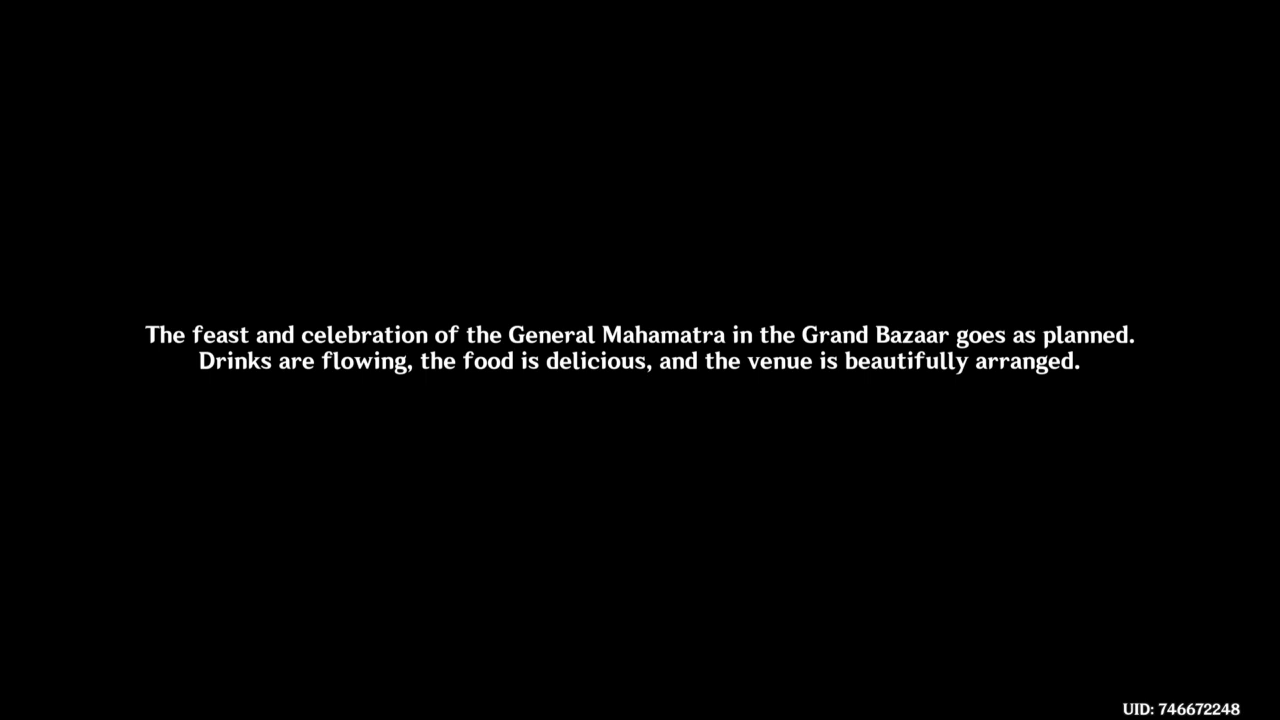 The feast and celebration of the General Mahamatra in the Grand Bazaar goes as planned.
Drinks are flowing, the food is delicious, and the venue is beautifully arranged.
UID: 746672248